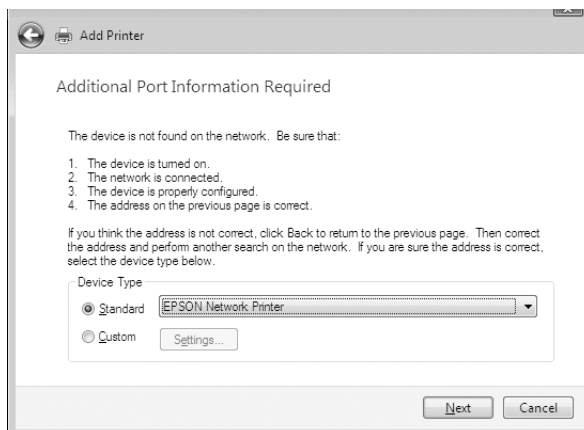 Add Printer
Additional Port Information Required
The device is not found on the network. Be sure that:
1. The device is turned on.
2. The network is connected.
3. The device is properly configured.
4. The address on the previous page is correct.
If you think the address is not correct, click Back to return to the previous page. Then correct
the address and perform another search on the network. If you are sure the address is correct,
select the device type below.
Device Type
Standard
EPSON Network Printer
Custom
Settings...
Next
Cancel